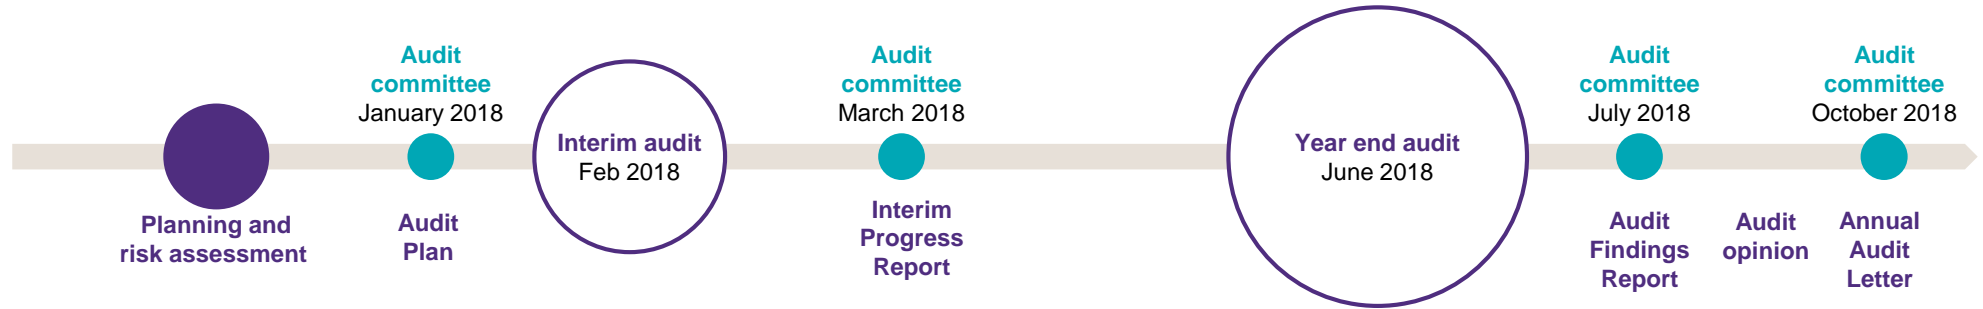 Planning and
risk assessment
Audit
committee
January 2018
Audit
Plan
Interim audit
Feb 2018
Audit
committee
March 2018
Interim
Progress
Report
Year end audit
June 2018
Audit
committee
July 2018
Audit
Findings
Report
Audit
opinion
Audit
committee
October 2018
Annual
Audit
Letter